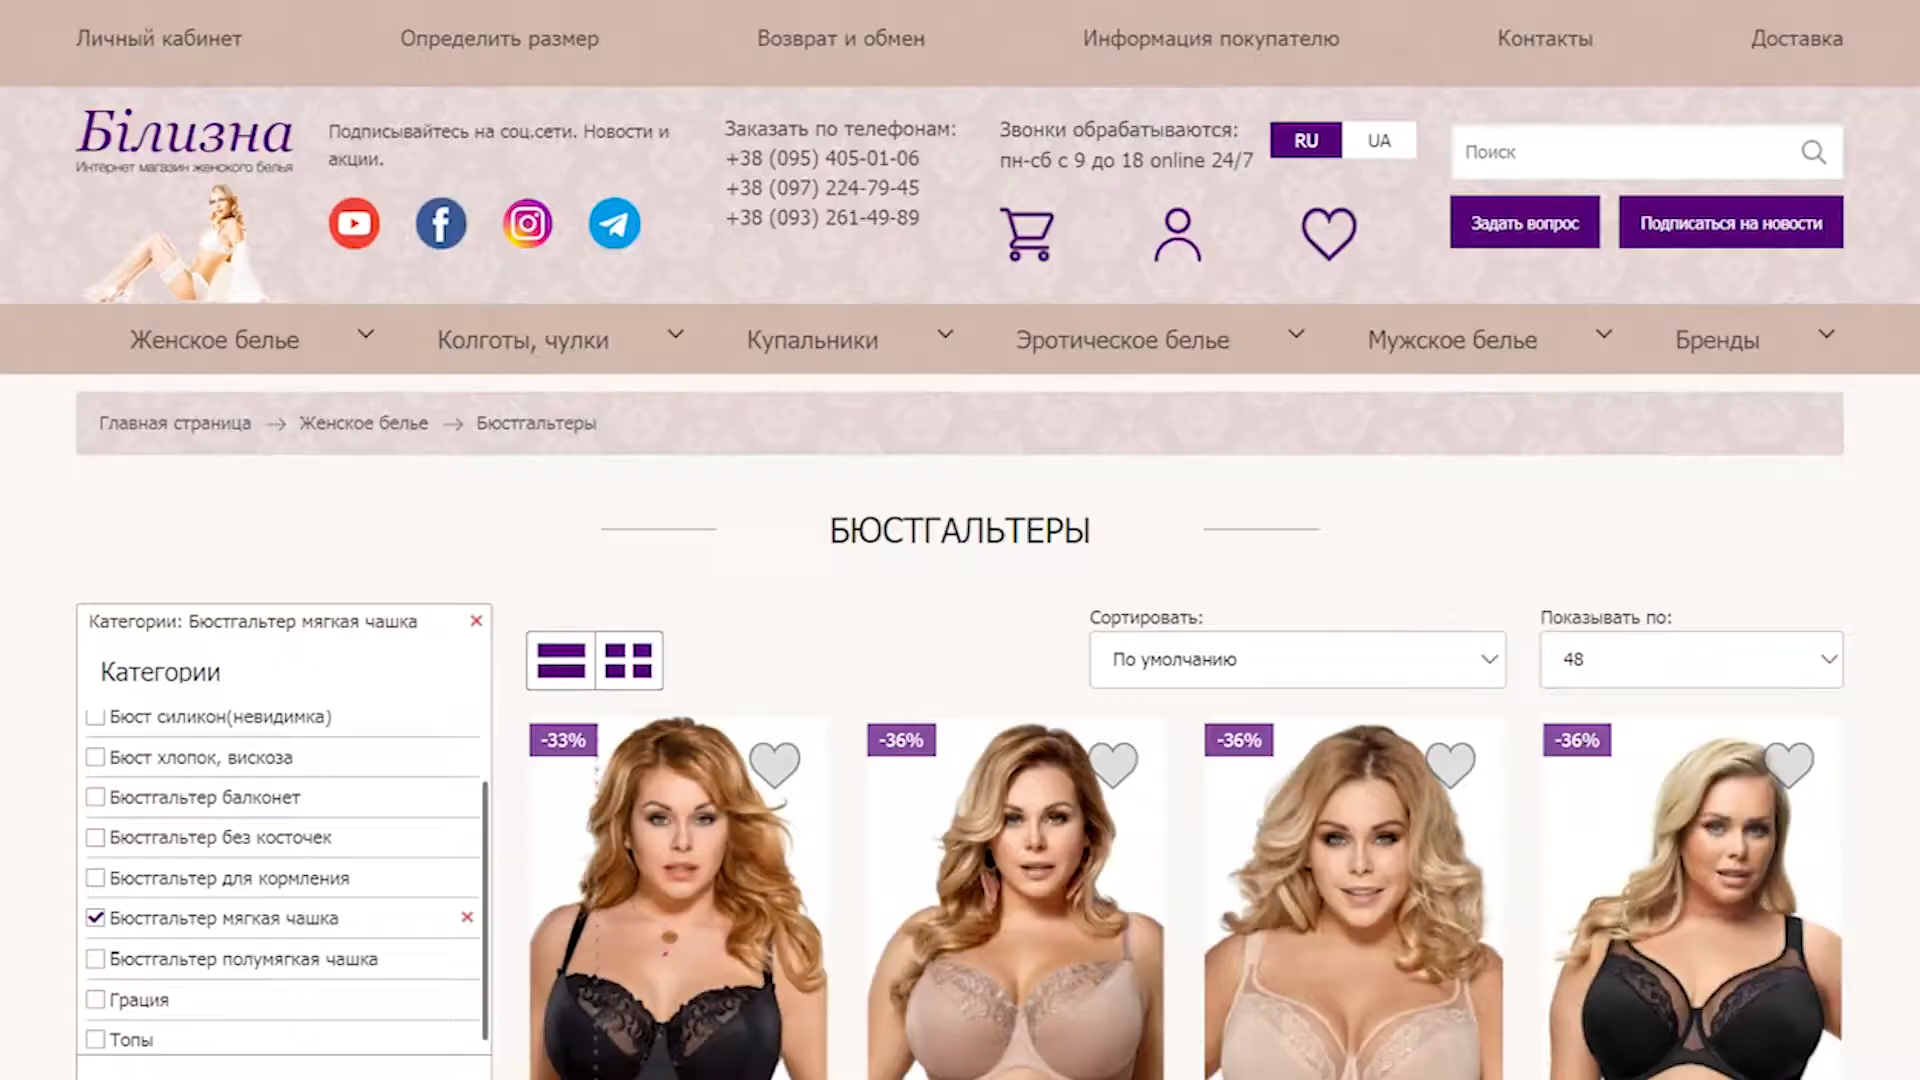 Личный кабинет
Определить размер
Возврат и обмен
Информация покупателю
Контакты
Доставка
Білизна
Интернет магазин женского белья
Подписывайтесь на соц.сети. Новости и
акции.
Заказать по телефонам:
+38 (095) 405-01-06
+38 (097) 224-79-45
+38 (093) 261-49-89
Звонки обрабатываются:
пн-сб с 9 до 18 online 24/7
RU
UA
Поиск
Задать вопрос
Подписаться на новости
Женское белье
Колготы, чулки
Купальники
Эротическое белье
Мужское белье
Бренды
Главная страница → Женское белье → Бюстгальтеры
БЮСТГАЛЬТЕРЫ
Категории: Бюстгальтер мягкая чашка
Категории
Бюст силикон(невидимка)
Бюст хлопок, вискоза
Бюстгальтер балконет
Бюстгальтер без косточек
Бюстгальтер для кормления
Бюстгальтер мягкая чашка
Бюстгальтер полумягкая чашка
Грация
Топы
Сортировать:
По умолчанию
Показывать по:
48
-33%
-36%
-36%
-36%